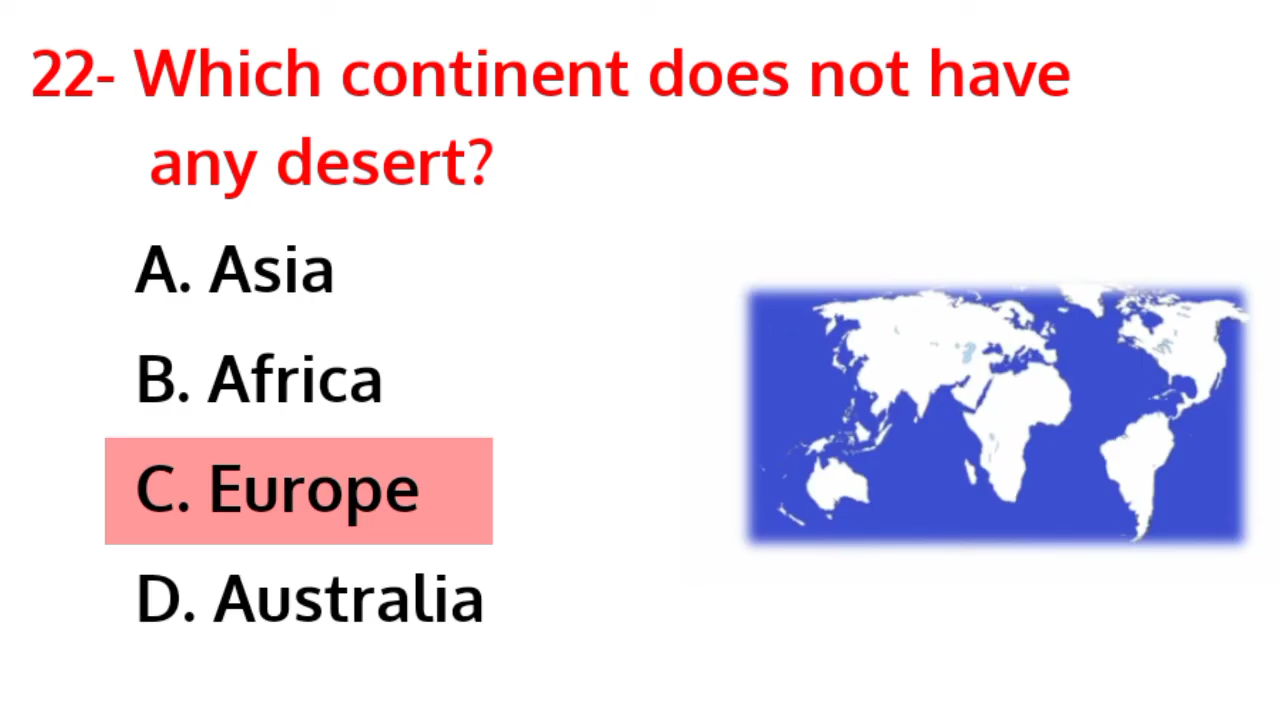 22- Which continent does not have
any desert?
A. Asia
B. Africa
C. Europe
D. Australia